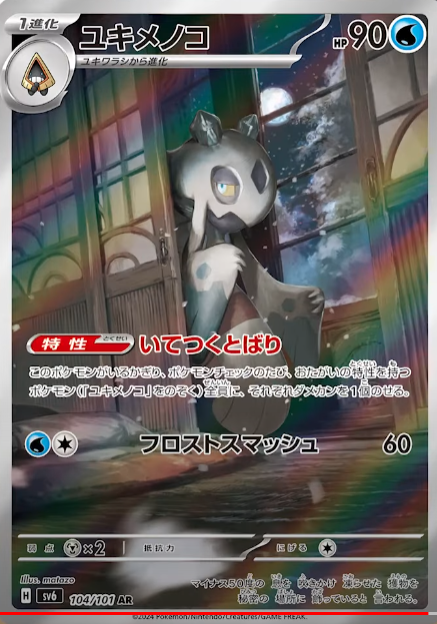 1進化
ユキメノコ
HP 90
ユキワラシから進化
特性 いてつくとばり
このポケモンがいるかぎり、ポケモンチェックのたび、おたがいの特性を持つ
ポケモン(「ユキメノコ」をのぞく)全員に、それぞれダメカンを1個のせる。
フロストスマッシュ 60
弱点 ×2 抵抗力 にげる
Illus. matazo
マイナス50度の 息を 吹きかけ 凍らせた 獲物を
秘密の 場所に 飾っていると 言われる。
H sv6 104/101 AR
©2024 Pokémon/Nintendo/Creatures/GAME FREAK.